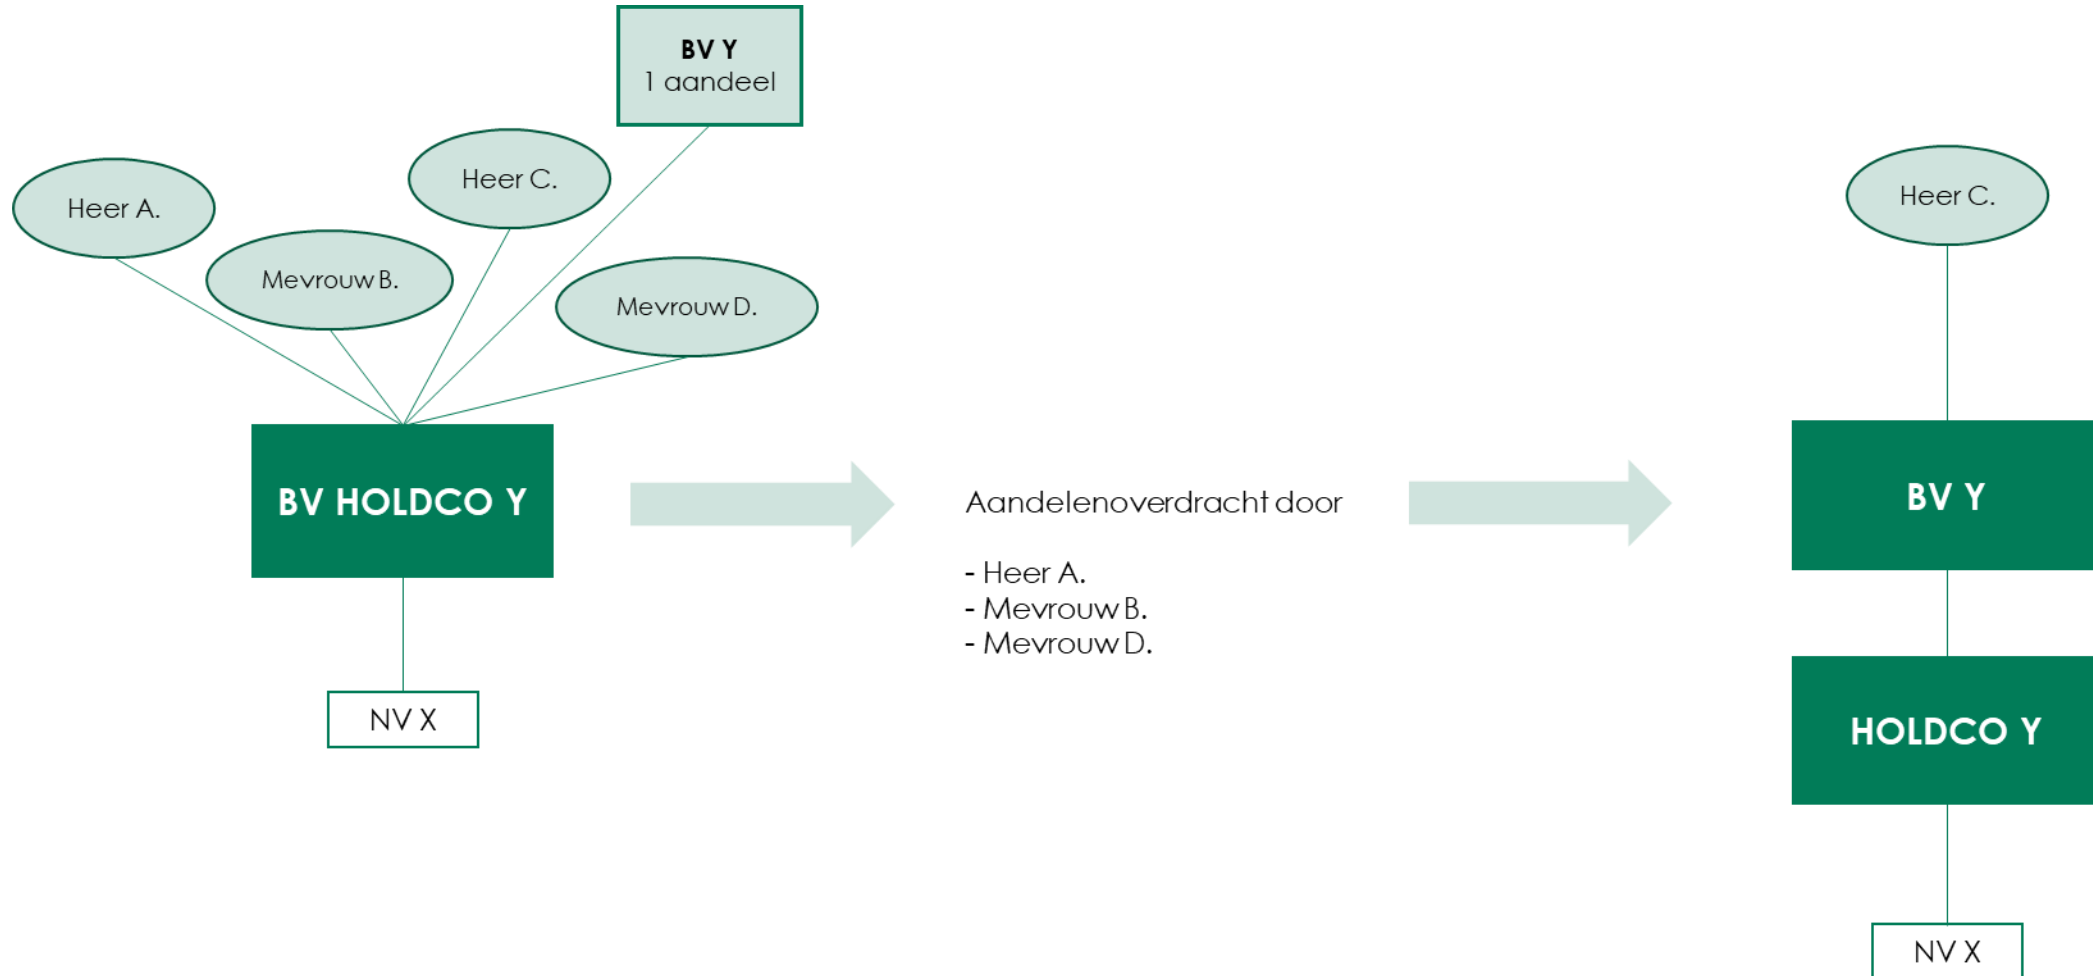 BV Y
1 aandeel
Heer A.
Mevrouw B.
Heer C.
Mevrouw D.
BV HOLDCO Y
NV X
Aandelenoverdracht door
- Heer A.
- Mevrouw B.
- Mevrouw D.
Heer C.
BV Y
HOLDCO Y
NV X